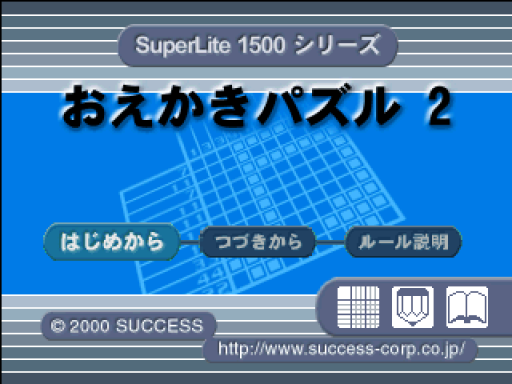 SuperLite 1500 シリーズ
おえかきパズル 2
はじめから
つづきから
ルール説明
© 2000 SUCCESS
http://www.success-corp.co.jp/